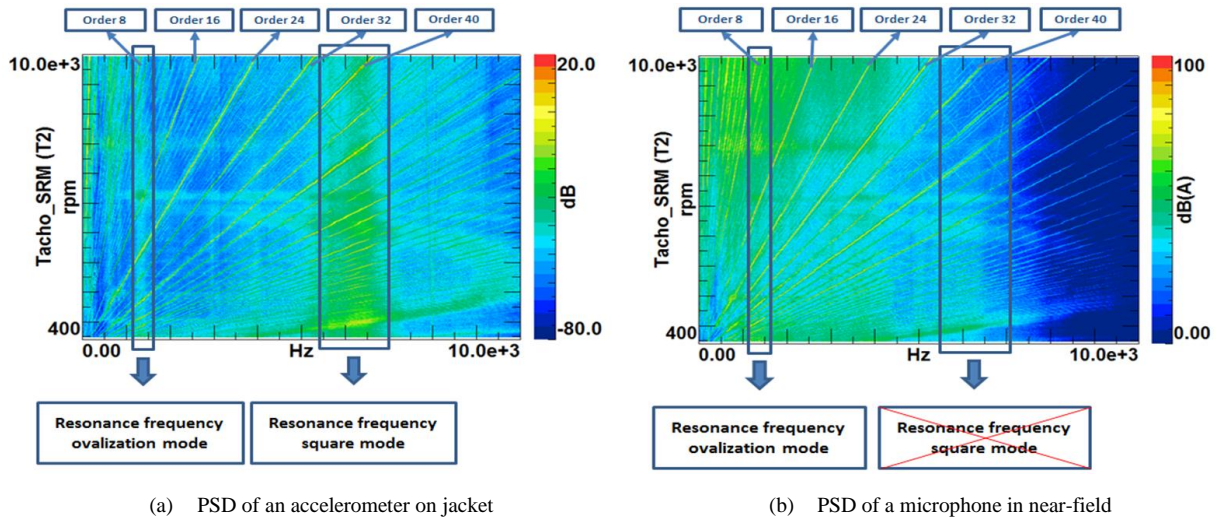 Order 8 Order 16 Order 24 Order 32 Order 40
10.0e+3
Tacho_SRM (T2)
rpm
400
0.00 Hz 10.0e+3
20.0
dB
-80.0
Resonance frequency
ovalization mode
Resonance frequency
square mode
(a) PSD of an accelerometer on jacket
Order 8 Order 16 Order 24 Order 32 Order 40
10.0e+3
Tacho_SRM (T2)
rpm
400
0.00 Hz 10.0e+3
100
dB(A)
0.00
Resonance frequency
ovalization mode
Resonance frequency
square mode
(b) PSD of a microphone in near-field